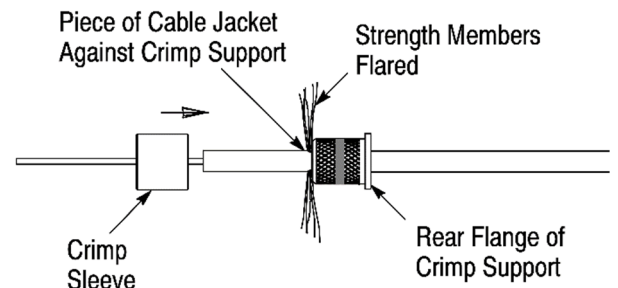 Piece of Cable Jacket
Against Crimp Support
Strength Members
Flared
Crimp
Sleeve
Rear Flange of
Crimp Support